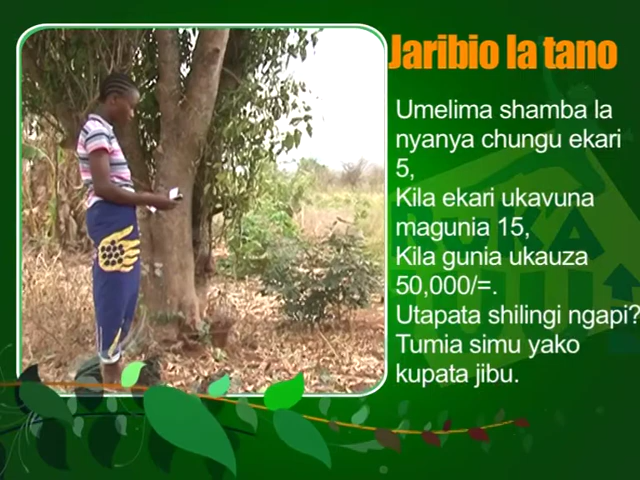 Jaribio la tano
Umelima shamba la
nyanya chungu ekari
5,
Kila ekari ukavuna
magunia 15,
Kila gunia ukauza
50,000/=.
Utapata shilingi ngapi?
Tumia simu yako
kupata jibu.